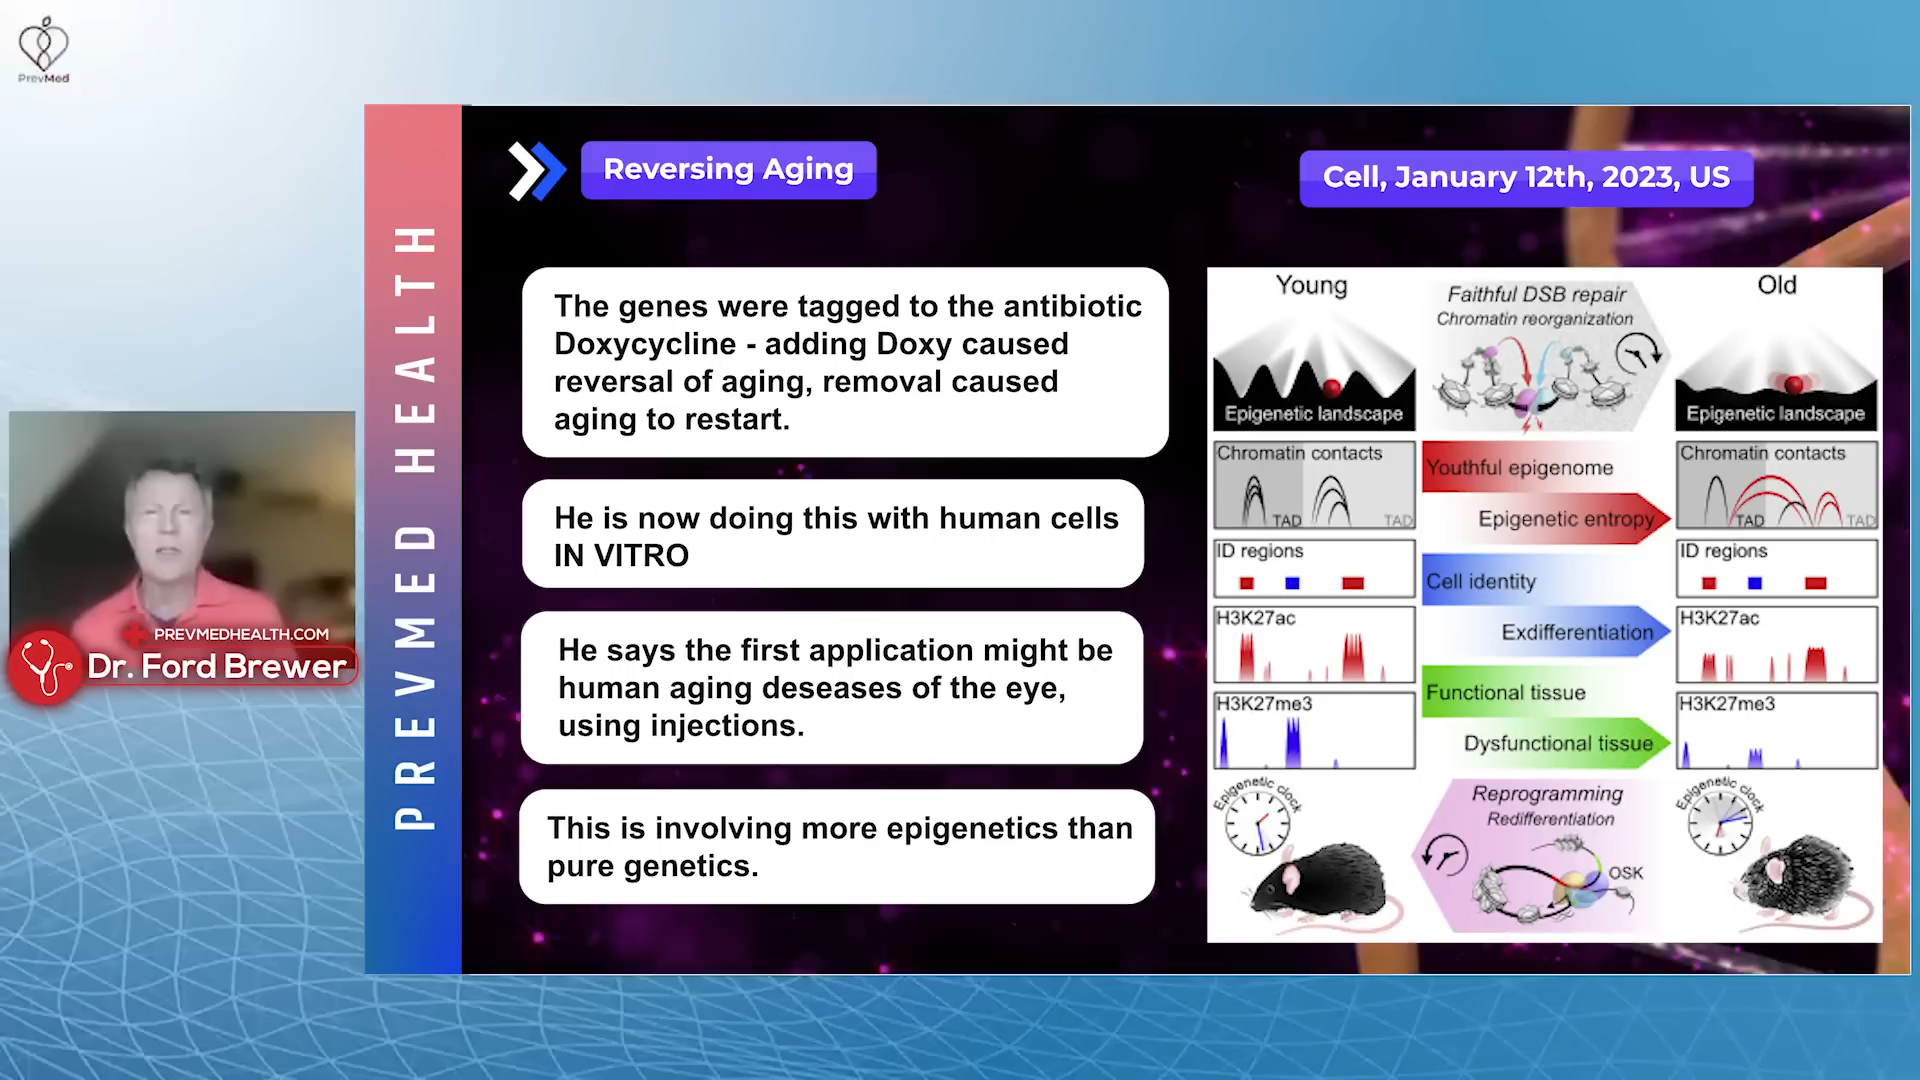 PrevMed
PREVMED HEALTH
Reversing Aging
Cell, January 12th, 2023, US
The genes were tagged to the antibiotic
Doxycycline - adding Doxy caused
reversal of aging, removal caused
aging to restart.
He is now doing this with human cells
IN VITRO
He says the first application might be
human aging deseases of the eye,
using injections.
This is involving more epigenetics than
pure genetics.
PREVMEDHEALTH.COM
Dr. Ford Brewer
Young
Epigenetic landscape
Chromatin contacts
TAD
TAD
ID regions
H3K27ac
H3K27me3
Epigenetic clock
Faithful DSB repair
Chromatin reorganization
Youthful epigenome
Epigenetic entropy
Cell identity
Exdifferentiation
Functional tissue
Dysfunctional tissue
Reprogramming
Redifferentiation
OSK
Old
Epigenetic landscape
Chromatin contacts
TAD
TAD
ID regions
H3K27ac
H3K27me3
Epigenetic clock